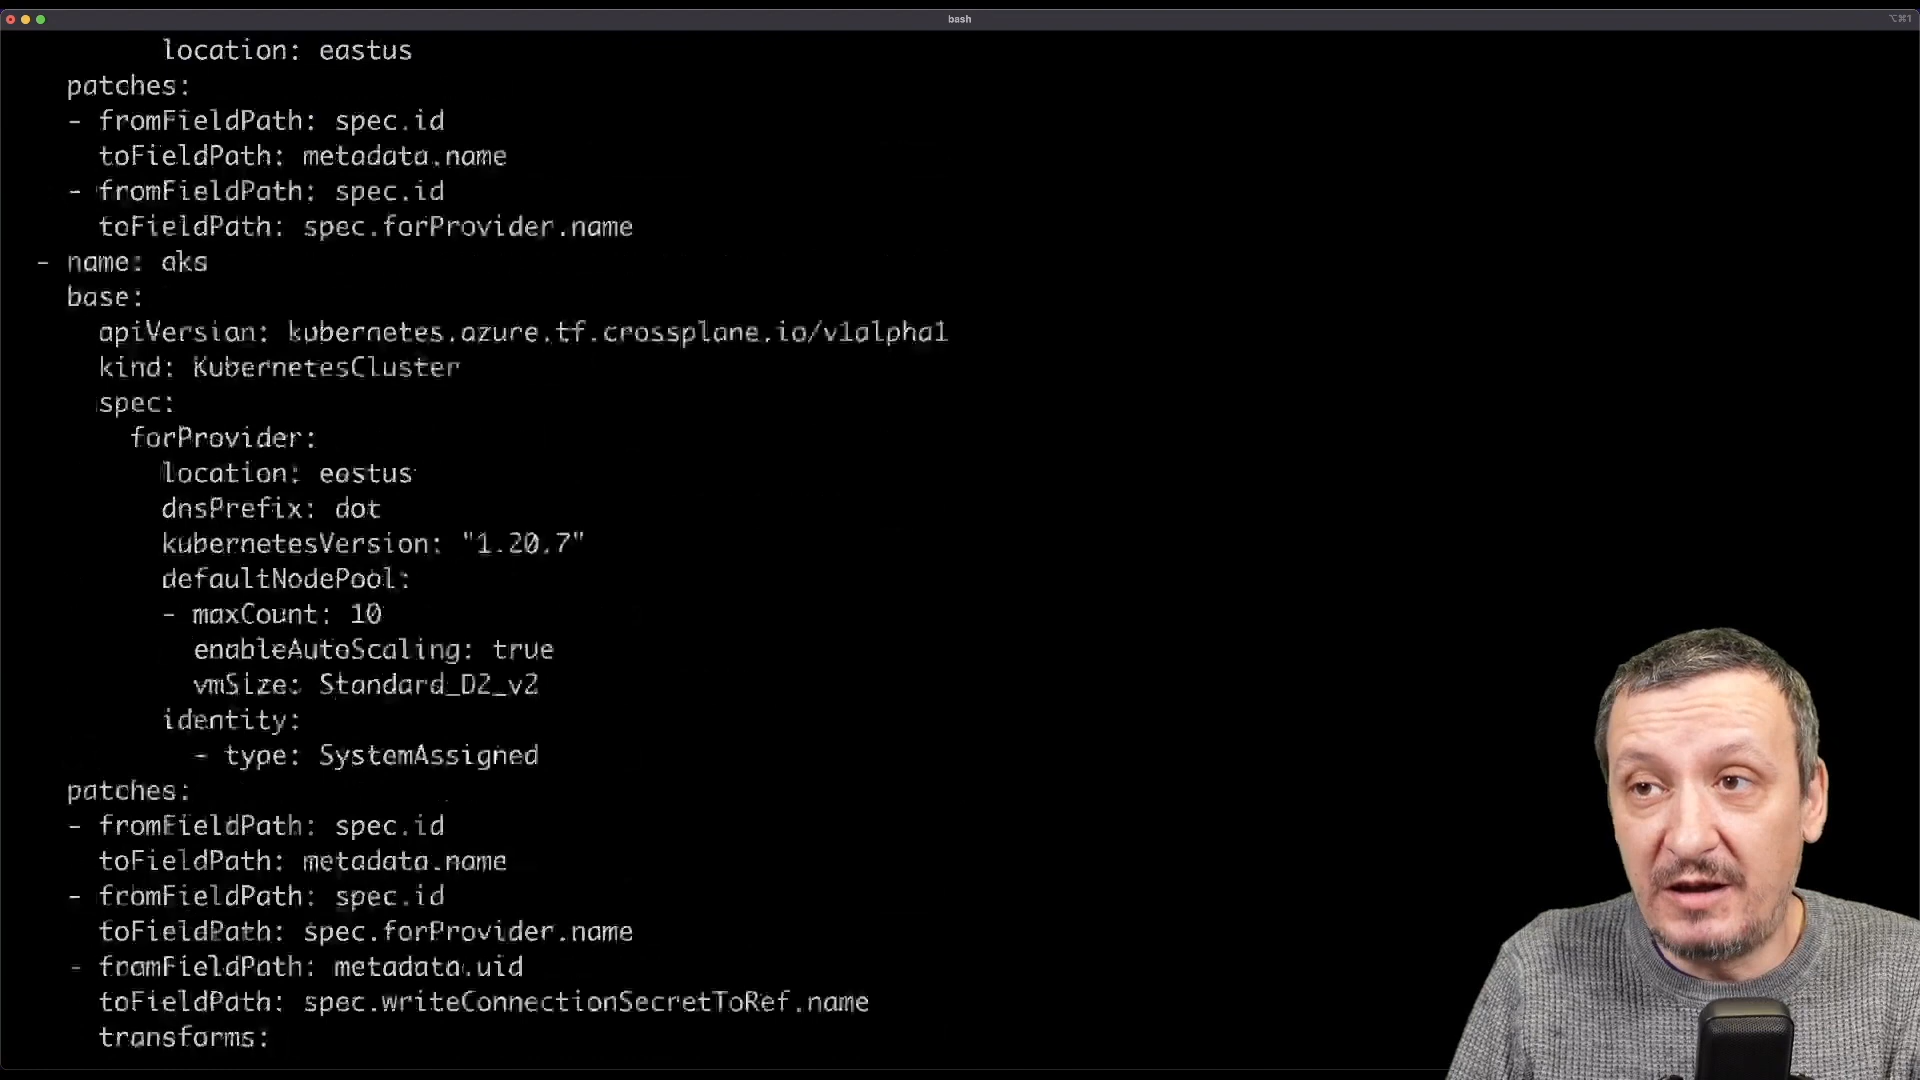 bash
⌥⌘1
location: eastus
patches:
- fromFieldPath: spec.id
toFieldPath: metadata.name
- fromFieldPath: spec.id
toFieldPath: spec.forProvider.name
- name: aks
base:
apiVersion: kubernetes.azure.tf.crossplane.io/v1alpha1
kind: KubernetesCluster
spec:
forProvider:
location: eastus
dnsPrefix: dot
kubernetesVersion: "1.20.7"
defaultNodePool:
- maxCount: 10
enableAutoScaling: true
vmSize: Standard_D2_v2
identity:
- type: SystemAssigned
patches:
- fromFieldPath: spec.id
toFieldPath: metadata.name
- fromFieldPath: spec.id
toFieldPath: spec.forProvider.name
- fromFieldPath: metadata.uid
toFieldPath: spec.writeConnectionSecretToRef.name
transforms: